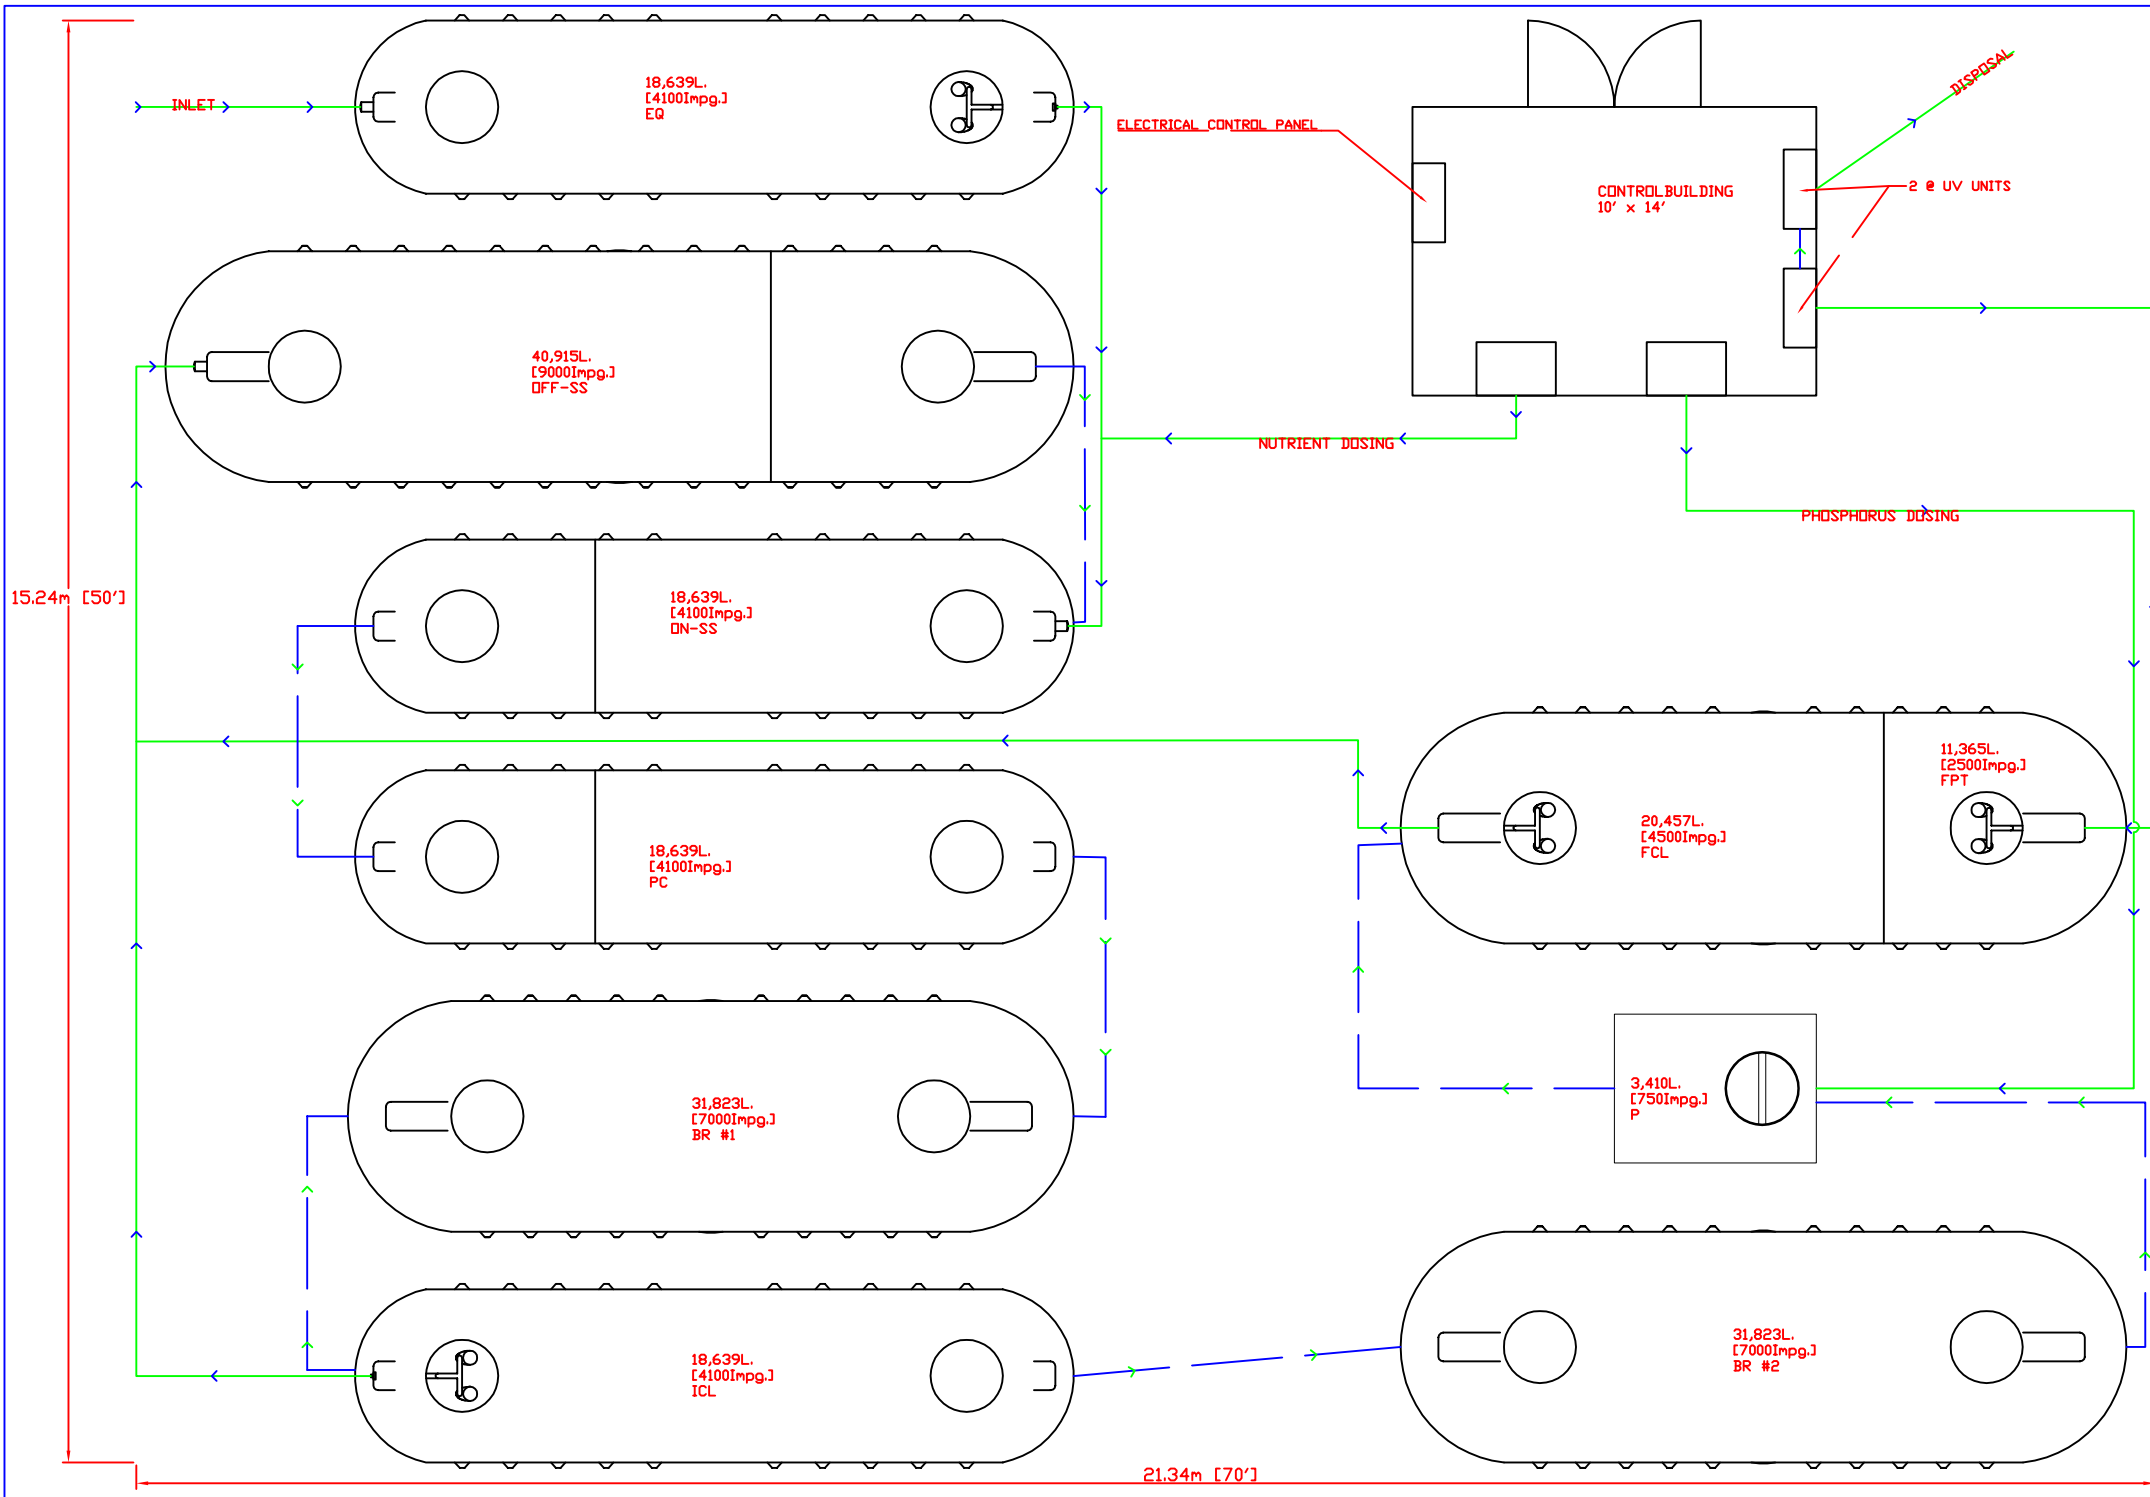 INLET
18,639L.
[4100Impg.]
EQ
ELECTRICAL CONTROL PANEL
DISPOSAL
CONTROLBUILDING
10' x 14'
2 @ UV UNITS
40,915L.
[9000Impg.]
OFF-SS
NUTRIENT DOSING
PHOSPHORUS DOSING
15.24m [50']
18,639L.
[4100Impg.]
ON-SS
11,365L.
[2500Impg.]
FPT
20,457L.
[4500Impg.]
FCL
18,639L.
[4100Impg.]
PC
31,823L.
[7000Impg.]
BR #1
3,410L.
[750Impg.]
P
18,639L.
[4100Impg.]
ICL
31,823L.
[7000Impg.]
BR #2
21.34m [70']